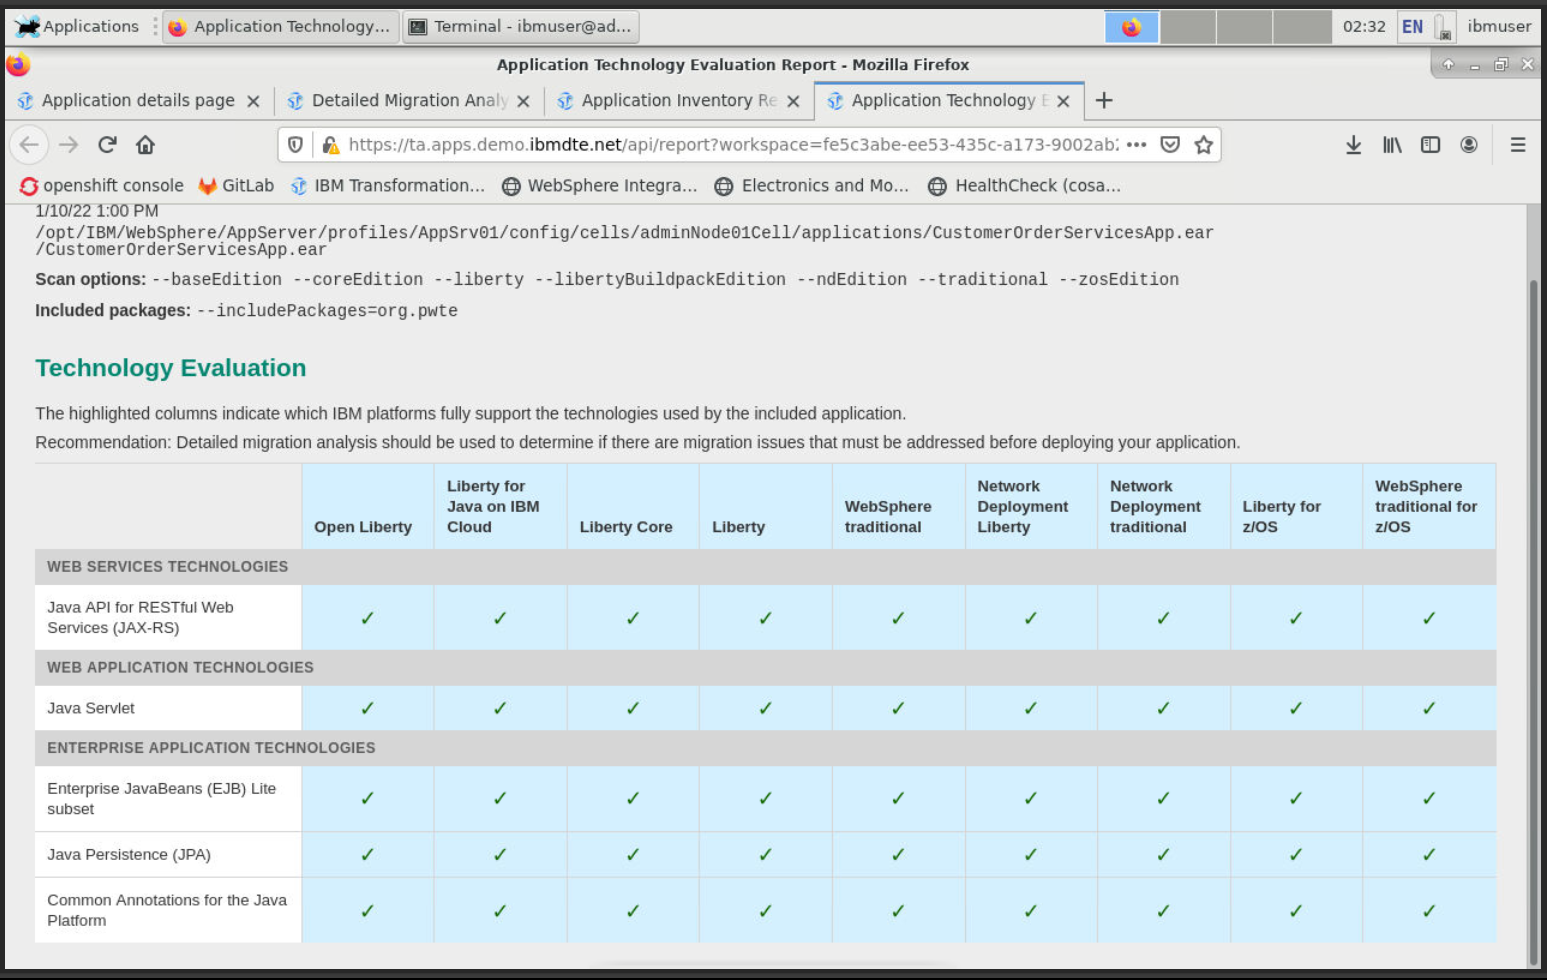 Applications
Application Technology...
Terminal - ibmuser@ad...
02:32
EN
ibmuser
Application Technology Evaluation Report - Mozilla Firefox
Application details page
Detailed Migration Analy
Application Inventory Re
Application Technology E
https://ta.apps.demo.ibmdte.net/api/report?workspace=fe5c3abe-ee53-435c-a173-9002ab2
openshift console
GitLab
IBM Transformation...
WebSphere Integra...
Electronics and Mo...
HealthCheck (cosa...
1/10/22 1:00 PM
/opt/IBM/WebSphere/AppServer/profiles/AppSrv01/config/cells/adminNode01Cell/applications/CustomerOrderServicesApp.ear
/CustomerOrderServicesApp.ear
Scan options: --baseEdition --coreEdition --liberty --libertyBuildpackEdition --ndEdition --traditional --zosEdition
Included packages: --includePackages=org.pwte
Technology Evaluation
The highlighted columns indicate which IBM platforms fully support the technologies used by the included application.
Recommendation: Detailed migration analysis should be used to determine if there are migration issues that must be addressed before deploying your application.
Open Liberty
Liberty for
Java on IBM
Cloud
Liberty Core
Liberty
WebSphere
traditional
Network
Deployment
Liberty
Network
Deployment
traditional
Liberty for
z/OS
WebSphere
traditional for
z/OS
WEB SERVICES TECHNOLOGIES
Java API for RESTful Web
Services (JAX-RS)
✓ ✓ ✓ ✓ ✓ ✓ ✓ ✓ ✓
WEB APPLICATION TECHNOLOGIES
Java Servlet
✓ ✓ ✓ ✓ ✓ ✓ ✓ ✓ ✓
ENTERPRISE APPLICATION TECHNOLOGIES
Enterprise JavaBeans (EJB) Lite
subset
✓ ✓ ✓ ✓ ✓ ✓ ✓ ✓ ✓
Java Persistence (JPA)
✓ ✓ ✓ ✓ ✓ ✓ ✓ ✓ ✓
Common Annotations for the Java
Platform
✓ ✓ ✓ ✓ ✓ ✓ ✓ ✓ ✓